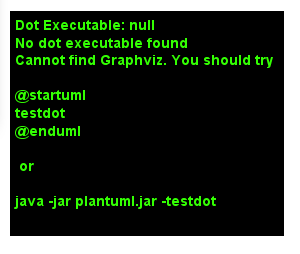 Dot Executable: null
No dot executable found
Cannot find Graphviz. You should try
@startuml
testdot
@enduml
or
java -jar plantuml.jar -testdot